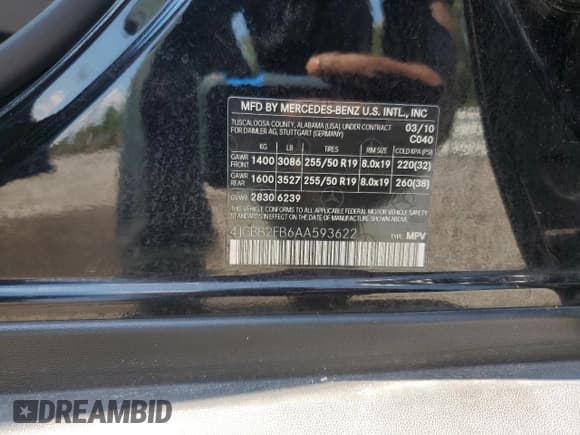 MFD BY MERCEDES-BENZ U.S. INTL., INC
TUSCALOOSA COUNTY, ALABAMA (USA), UNDER CONTRACT 03/10
FOR DAIMLER AG, STUTTGART (GERMANY) C040
KG LB TIRES RIM SIZE COLD KPA (PSI)
GAWR FRONT 1400 3086 255/50 R19 8.0x19 220(32)
GAWR REAR 1600 3527 255/50 R19 8.0x19 260(38)
GVWR 2830 6239
THIS VEHICLE CONFORMS TO ALL APPLICABLE FEDERAL MOTOR VEHICLE SAFETY
STANDARDS IN EFFECT ON THE DATE OF MANUFACTURE SHOWN ABOVE
4JGBB2FB6AA593622 TYPE: MPV
DREAMBID